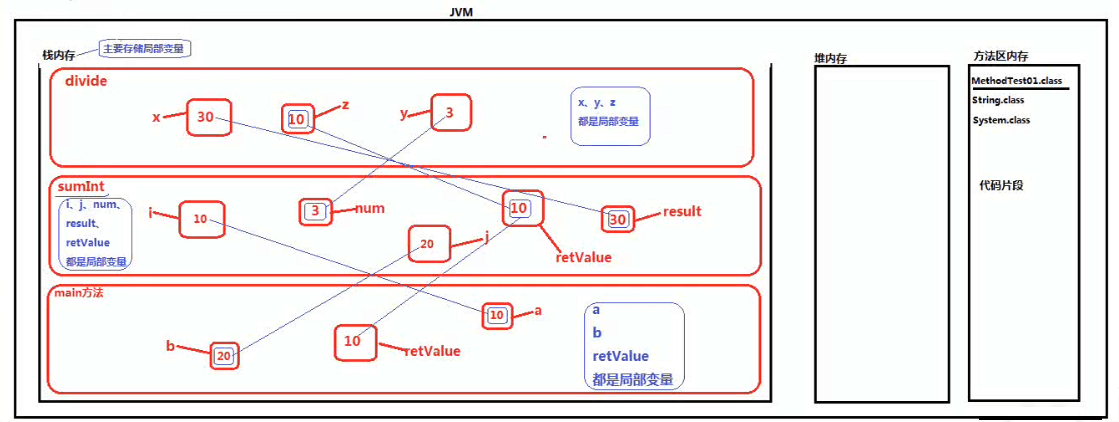 JVM
栈内存
主要存储局部变量
divide
x
30
10
z
y
3
x、y、z
都是局部变量
sumInt
i、j、num、
result、
retValue
都是局部变量
i
10
3
num
20
j
10
retValue
30
result
main方法
b
20
10
retValue
10
a
a
b
retValue
都是局部变量
堆内存
方法区内存
MethodTest01.class
String.class
System.class
代码片段